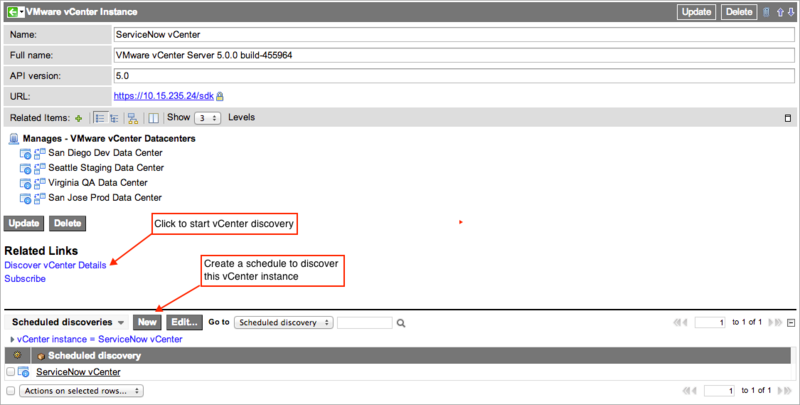 VMware vCenter Instance Update Delete
Name: ServiceNow vCenter
Full name: VMware vCenter Server 5.0.0 build-455964
API version: 5.0
URL: https://10.15.235.24/sdk
Related Items: Show 3 Levels
Manages - VMware vCenter Datacenters
San Diego Dev Data Center
Seattle Staging Data Center
Virginia QA Data Center
San Jose Prod Data Center
Update Delete
Click to start vCenter discovery
Related Links
Discover vCenter Details
Subscribe
Create a schedule to discover
this vCenter instance
Scheduled discoveries New Edit... Go to Scheduled discovery 1 to 1 of 1
vCenter instance = ServiceNow vCenter
Scheduled discovery
ServiceNow vCenter
Actions on selected rows... 1 to 1 of 1